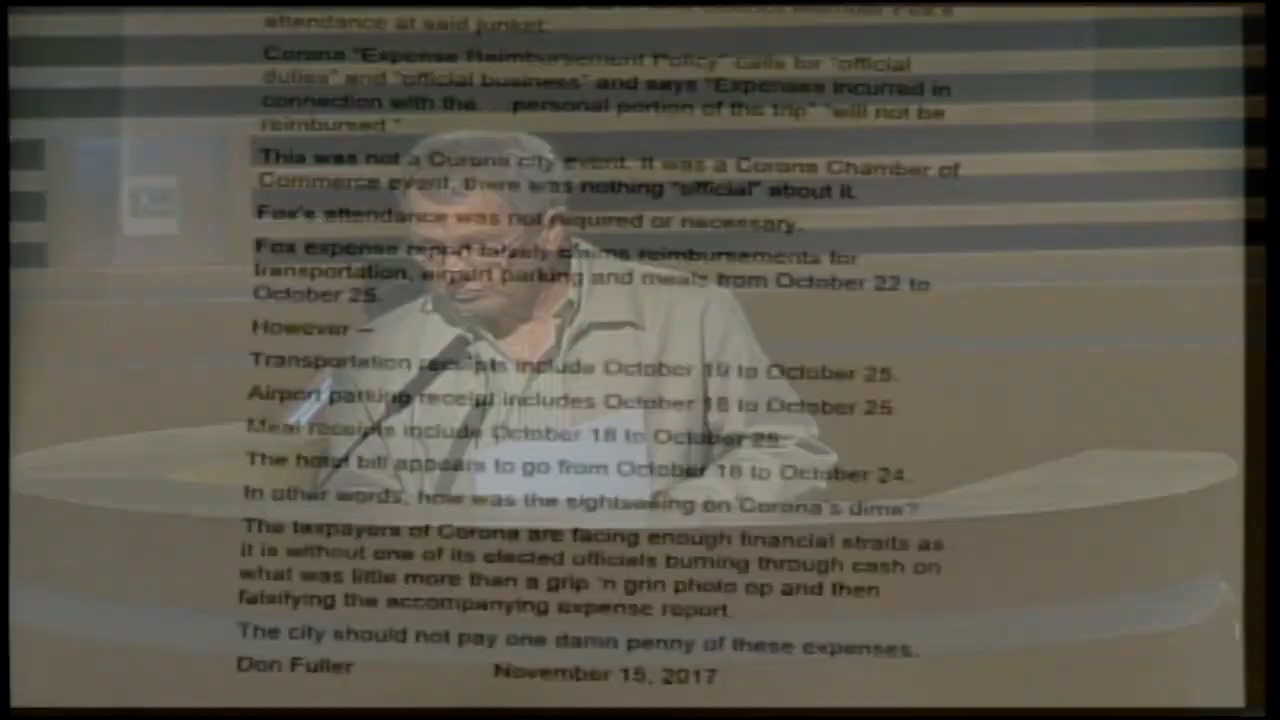 attendance at said junket.
Corona "Expense Reimbursement Policy" calls for "official
duties" and "official business" and says "Expenses incurred in
connection with the... personal portion of the trip" "will not be
reimbursed."
This was not a Corona city event. It was a Corona Chamber of
Commerce event, there was nothing "official" about it.
Fox's attendance was not required or necessary.
Fox expense report falsely claims reimbursements for
transportation, airport parking and meals from October 22 to
October 25.
However –
Transportation receipts include October 19 to October 25.
Airport parking receipt includes October 18 to October 25.
Meal receipts include October 18 to October 25.
The hotel bill appears to go from October 18 to October 24.
In other words, how was the sightseeing on Corona's dime?
The taxpayers of Corona are facing enough financial straits as
it is without one of its elected officials burning through cash on
what was little more than a grip 'n grin photo op and then
falsifying the accompanying expense report.
The city should not pay one damn penny of these expenses.
Don Fuller November 15, 2017